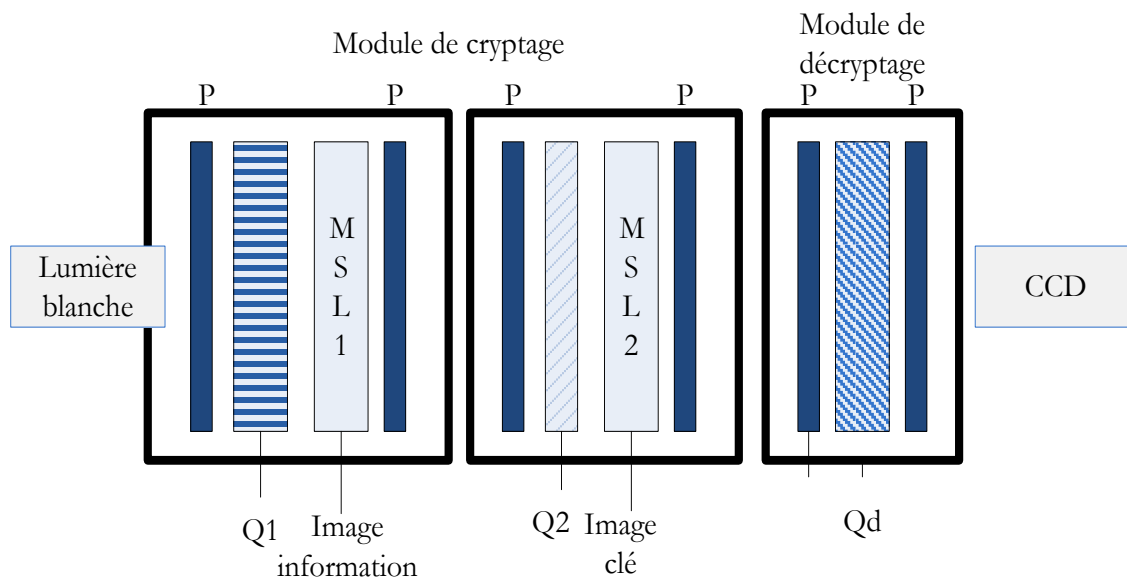 Module de cryptage
Module de
décryptage
P
P
P
P
P
P
Lumière
blanche
M
S
L
1
M
S
L
2
CCD
Q1
Image
information
Q2
Image
clé
Qd